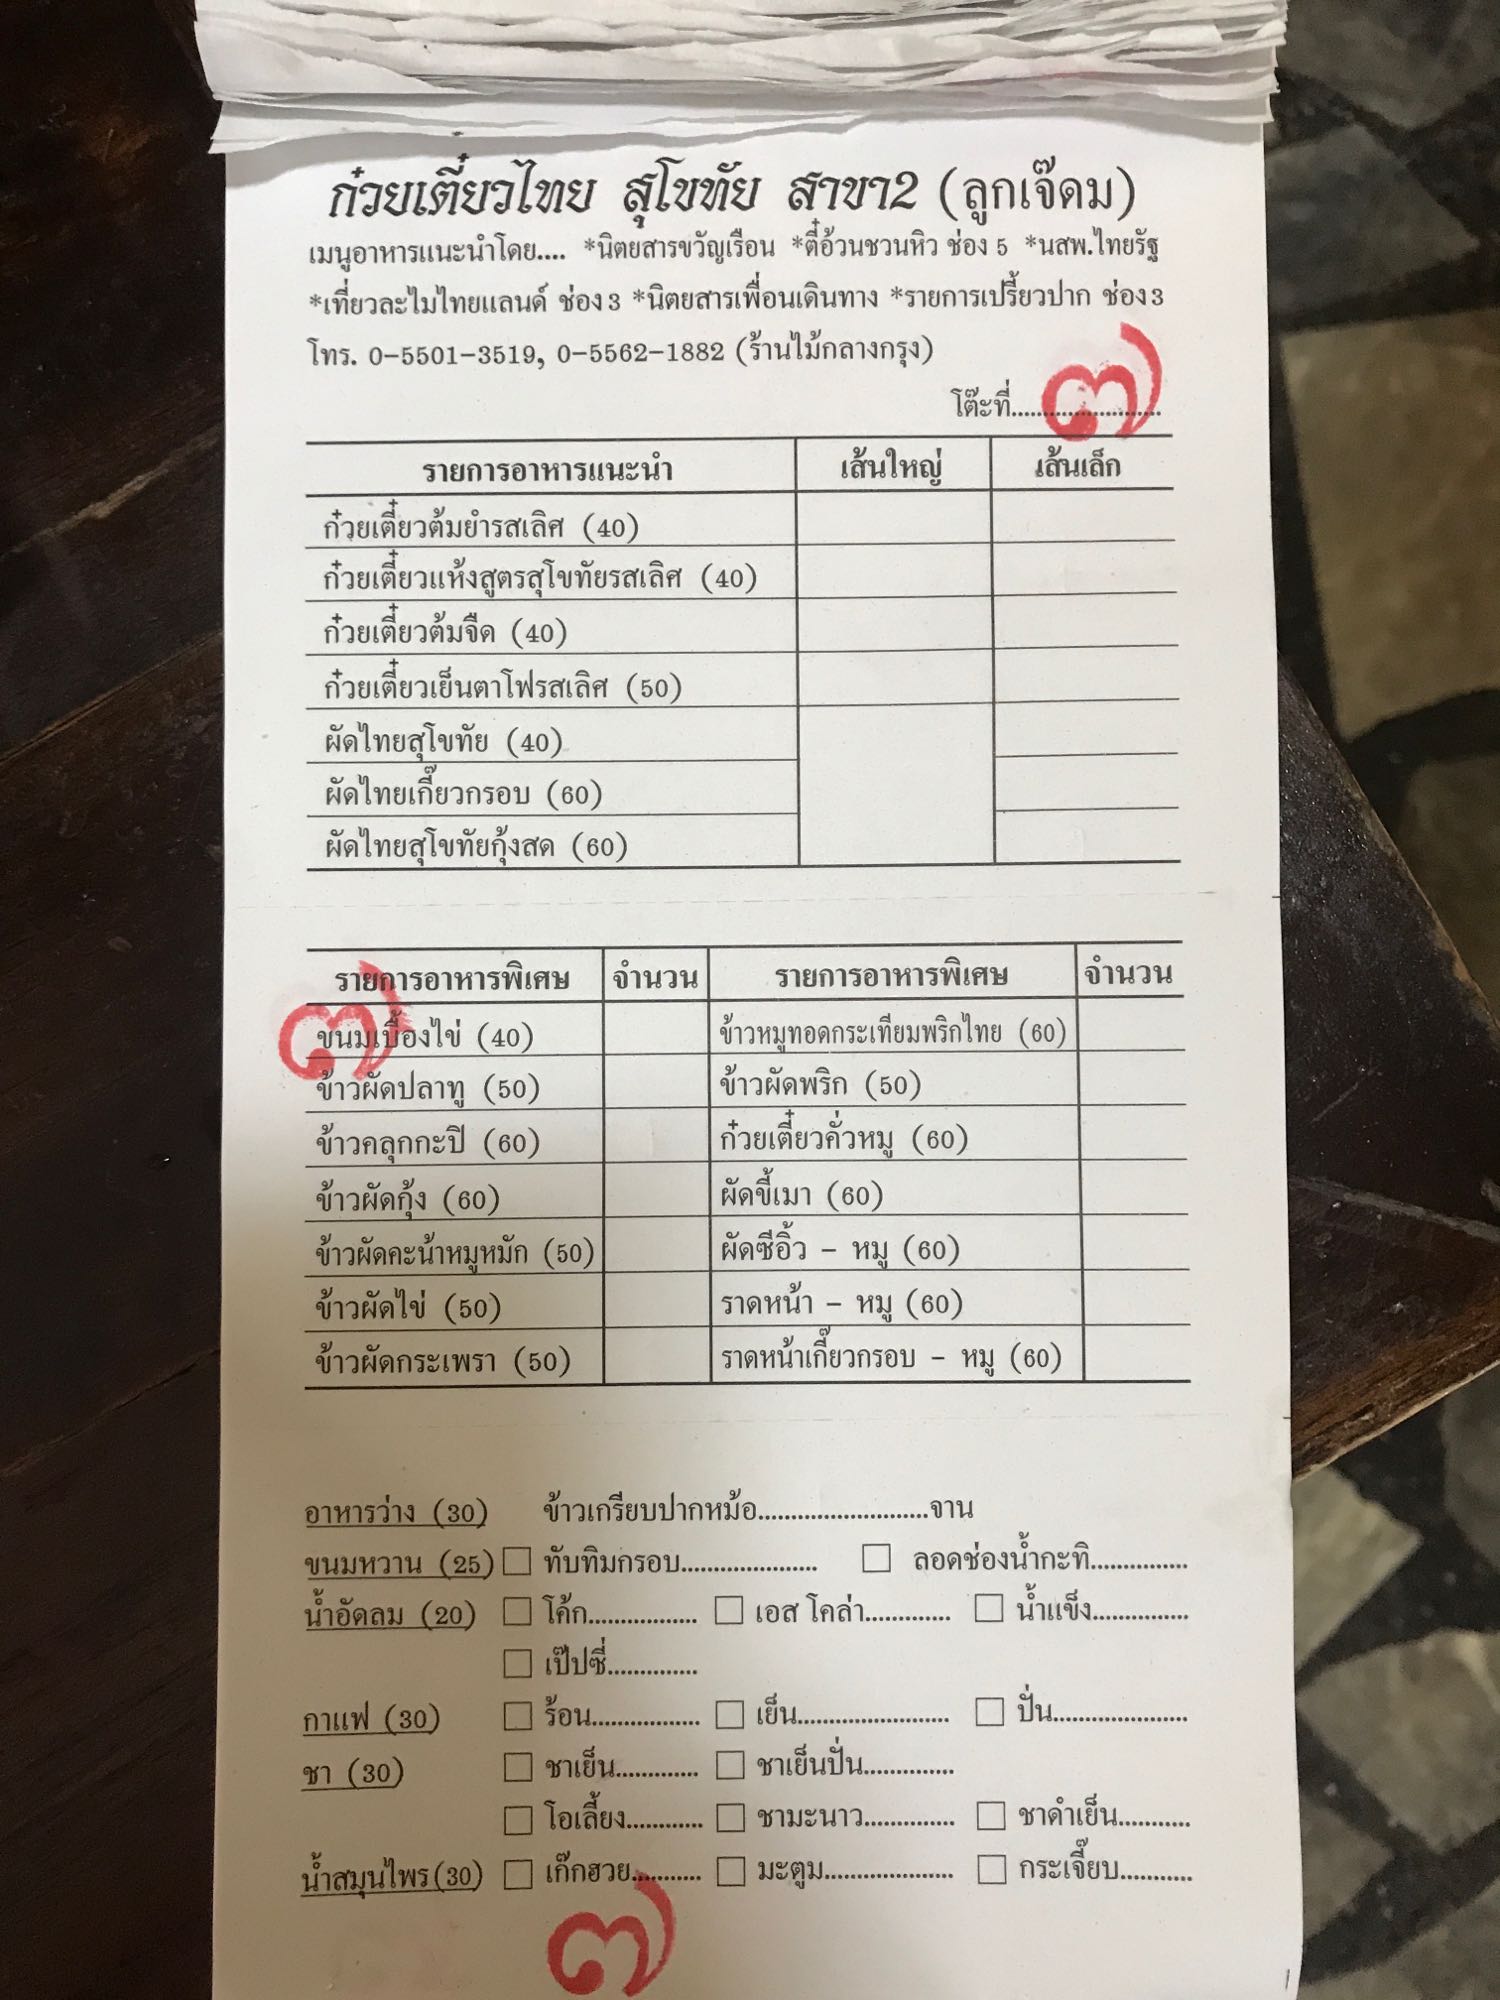 ก๋วยเตี๋ยวไทย สุโขทัย สาขา2 (ลูกเจ๊ดม)
เมนูอาหารแนะนำโดย.... *นิตยสารขวัญเรือน *ตี๋อ้วนชวนหิว ช่อง 5 *นสพ.ไทยรัฐ
*เที่ยวละไมไทยแลนด์ ช่อง 3 *นิตยสารเพื่อนเดินทาง *รายการเปรี้ยวปาก ช่อง 3
โทร. 0-5501-3519, 0-5562-1882 (ร้านไม้กลางกรุง)
โต๊ะที่.......................... ๗
รายการอาหารแนะนำ เส้นใหญ่ เส้นเล็ก
ก๋วยเตี๋ยวต้มยำรสเลิศ (40)
ก๋วยเตี๋ยวแห้งสูตรสุโขทัยรสเลิศ (40)
ก๋วยเตี๋ยวต้มจืด (40)
ก๋วยเตี๋ยวเย็นตาโฟรสเลิศ (50)
ผัดไทยสุโขทัย (40)
ผัดไทยเกี๊ยวกรอบ (60)
ผัดไทยสุโขทัยกุ้งสด (60)
รายการอาหารพิเศษ จำนวน รายการอาหารพิเศษ จำนวน
๗
ขนมเบื้องไข่ (40) ข้าวหมูทอดกระเทียมพริกไทย (60)
ข้าวผัดปลาทู (50) ข้าวผัดพริก (50)
ข้าวคลุกกะปิ (60) ก๋วยเตี๋ยวคั่วหมู (60)
ข้าวผัดกุ้ง (60) ผัดขี้เมา (60)
ข้าวผัดคะน้าหมูหมัก (50) ผัดซีอิ้ว - หมู (60)
ข้าวผัดไข่ (50) ราดหน้า - หมู (60)
ข้าวผัดกระเพรา (50) ราดหน้าเกี๊ยวกรอบ - หมู (60)
อาหารว่าง (30) ข้าวเกรียบปากหม้อ..........................จาน
ขนมหวาน (25) ทับทิมกรอบ..................... ลอดช่องน้ำกะทิ...............
น้ำอัดลม (20) โค้ก................. เอส โคล่า............. น้ำแข็ง...............
เป๊ปซี่..............
กาแฟ (30) ร้อน................. เย็น....................... ปั่น.....................
ชา (30) ชาเย็น............. ชาเย็นปั่น..............
โอเลี้ยง............ ชามะนาว.............. ชาดำเย็น...........
น้ำสมุนไพร (30) เก๊กฮวย........... มะตูม.................... กระเจี๊ยบ...........
๗